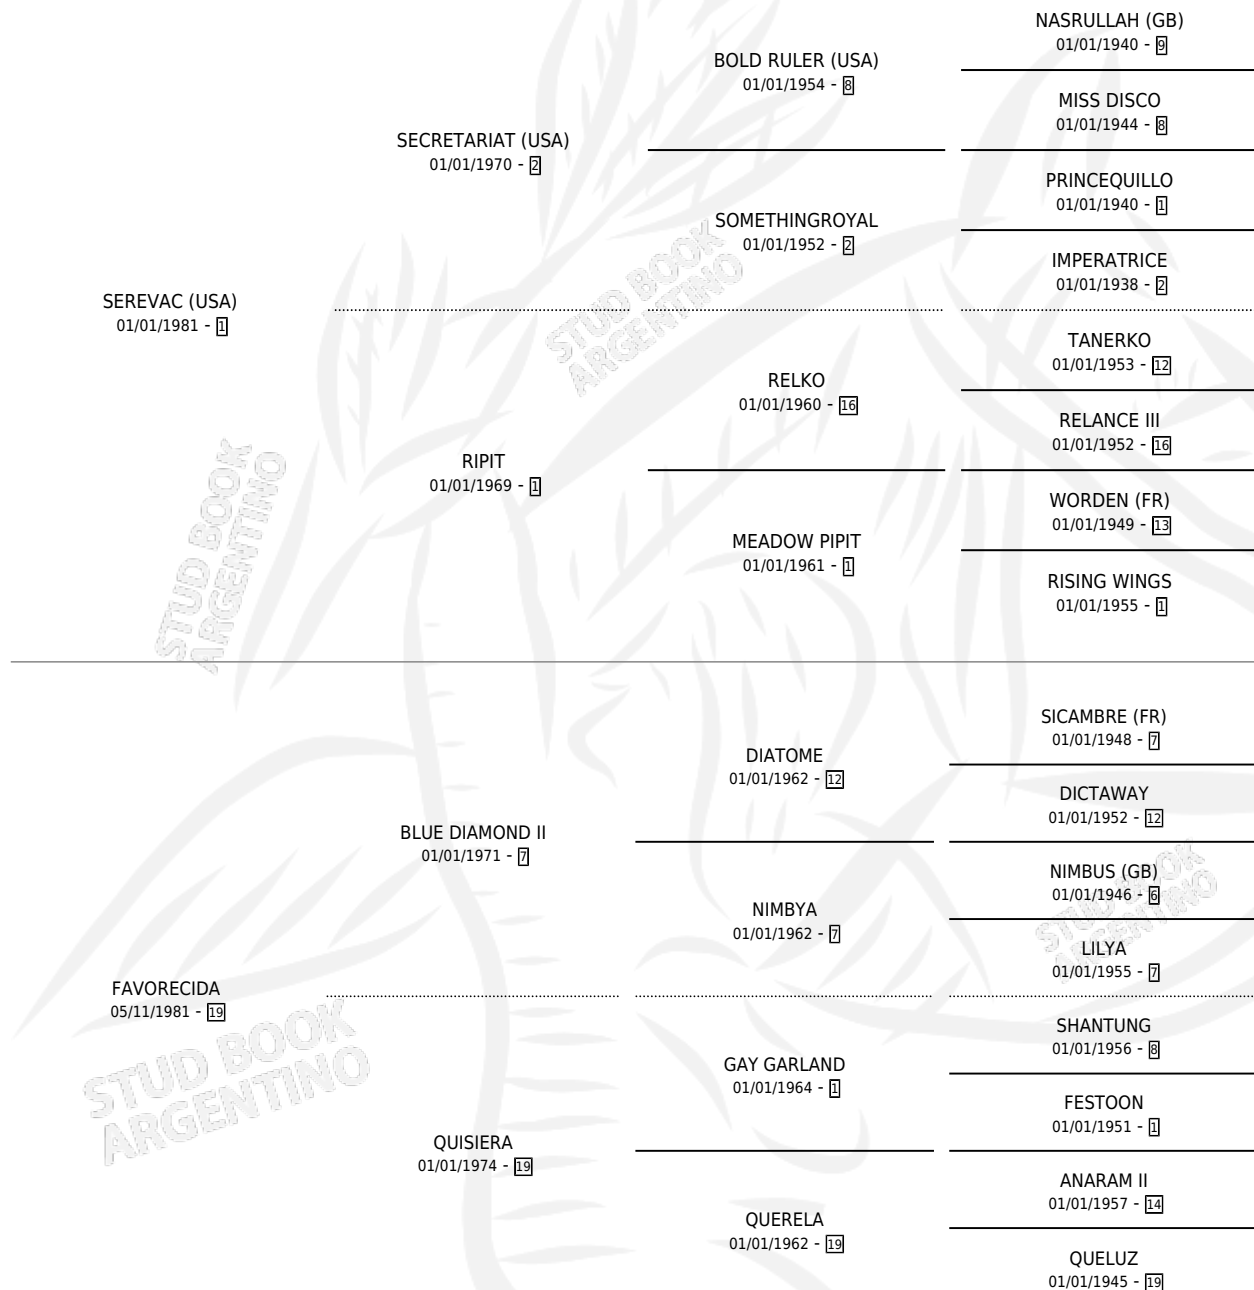 NASRULLAH (GB)
01/01/1940 - 9
BOLD RULER (USA)
01/01/1954 - 8
MISS DISCO
01/01/1944 - 8
SECRETARIAT (USA)
01/01/1970 - 2
PRINCEQUILLO
01/01/1940 - 1
SOMETHINGROYAL
01/01/1952 - 2
IMPERATRICE
01/01/1938 - 2
SEREVAC (USA)
01/01/1981 - 1
TANERKO
01/01/1953 - 12
RELKO
01/01/1960 - 16
RELANCE III
01/01/1952 - 16
RIPIT
01/01/1969 - 1
WORDEN (FR)
01/01/1949 - 13
MEADOW PIPIT
01/01/1961 - 1
RISING WINGS
01/01/1955 - 1
SICAMBRE (FR)
01/01/1948 - 7
DIATOME
01/01/1962 - 12
DICTAWAY
01/01/1952 - 12
BLUE DIAMOND II
01/01/1971 - 7
NIMBUS (GB)
01/01/1946 - 6
NIMBYA
01/01/1962 - 7
LILYA
01/01/1955 - 7
FAVORECIDA
05/11/1981 - 19
SHANTUNG
01/01/1956 - 8
GAY GARLAND
01/01/1964 - 1
FESTOON
01/01/1951 - 1
QUISIERA
01/01/1974 - 19
ANARAM II
01/01/1957 - 14
QUERELA
01/01/1962 - 19
QUELUZ
01/01/1945 - 19
STUD BOOK
ARGENTINO
STUD BOOK
ARGENTINO
STUD BOOK
ARGENTINO
STUD BOOK
ARGENTINO